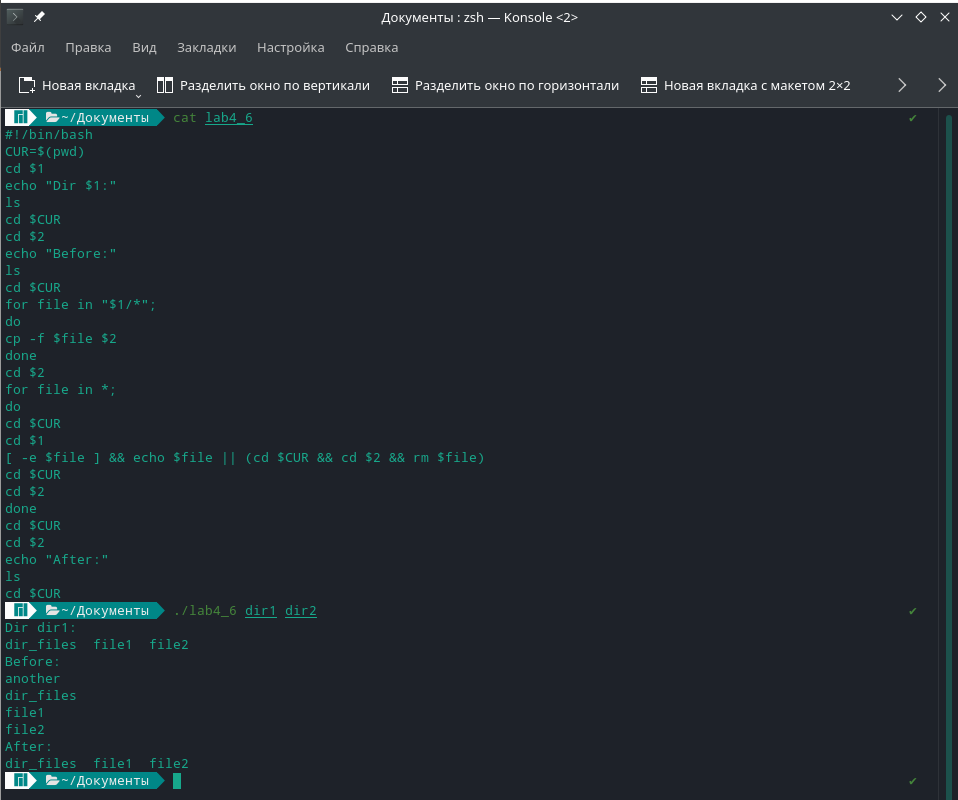 Документы : zsh — Konsole <2>
Файл Правка Вид Закладки Настройка Справка
Новая вкладка Разделить окно по вертикали Разделить окно по горизонтали Новая вкладка с макетом 2×2
~/Документы cat lab4_6 ✔
#!/bin/bash
CUR=$(pwd)
cd $1
echo "Dir $1:"
ls
cd $CUR
cd $2
echo "Before:"
ls
cd $CUR
for file in "$1/*";
do
cp -f $file $2
done
cd $2
for file in *;
do
cd $CUR
cd $1
[ -e $file ] && echo $file || (cd $CUR && cd $2 && rm $file)
cd $CUR
cd $2
done
cd $CUR
cd $2
echo "After:"
ls
cd $CUR
~/Документы ./lab4_6 dir1 dir2 ✔
Dir dir1:
dir_files  file1  file2
Before:
another
dir_files
file1
file2
After:
dir_files  file1  file2
~/Документы ✔